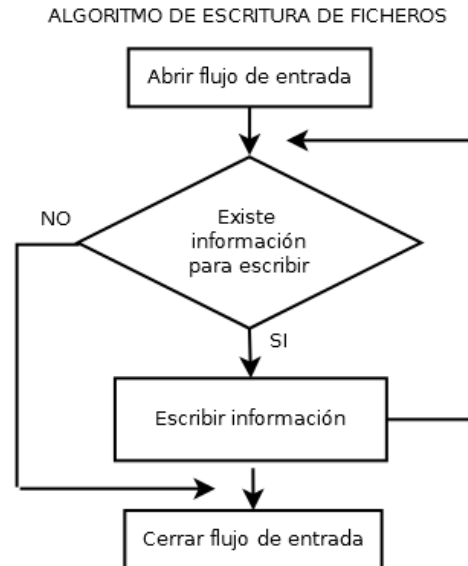 ALGORITMO DE ESCRITURA DE FICHEROS
Abrir flujo de entrada
NO
Existe
información
para escribir
SI
Escribir información
Cerrar flujo de entrada